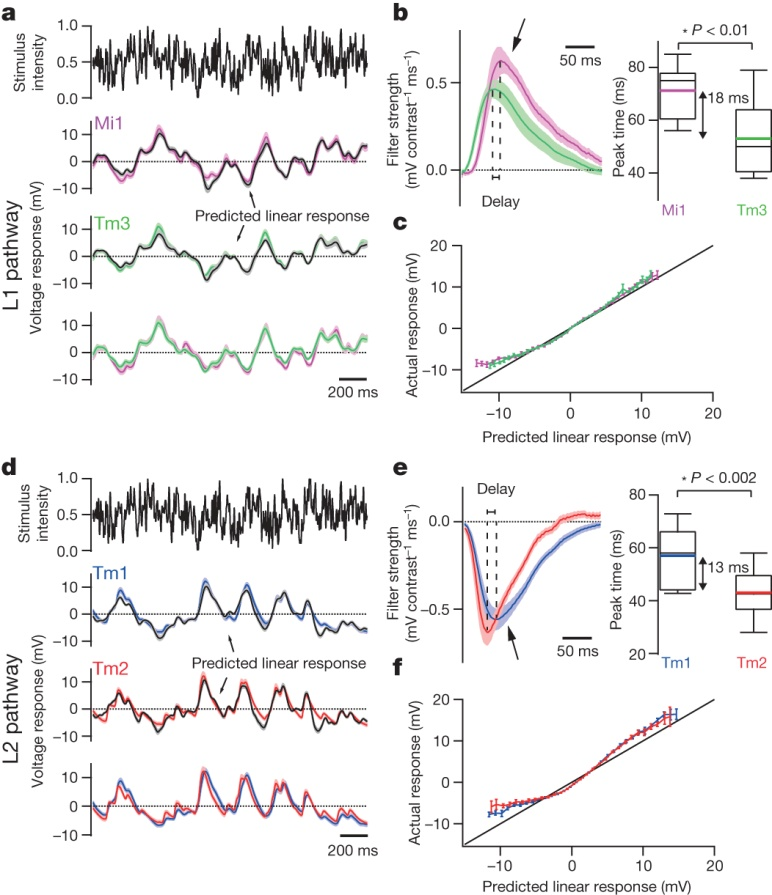 a
Stimulus
intensity
1.0
0.5
0.0
L1 pathway
Voltage response (mV)
Mi1
10
0
−10
Predicted linear response
Tm3
10
0
−10
10
0
−10
200 ms
b
Filter strength
(mV contrast⁻¹ ms⁻¹)
0.5
0.0
50 ms
Delay
Peak time (ms)
80
60
40
* P < 0.01
18 ms
Mi1
Tm3
c
Actual response (mV)
20
10
0
−10
−10
0
10
20
Predicted linear response (mV)
d
Stimulus
intensity
1.0
0.5
0.0
L2 pathway
Voltage response (mV)
Tm1
10
0
−10
Predicted linear response
Tm2
10
0
−10
10
0
−10
200 ms
e
Filter strength
(mV contrast⁻¹ ms⁻¹)
Delay
0.0
−0.5
50 ms
Peak time (ms)
80
60
40
20
* P < 0.002
13 ms
Tm1
Tm2
f
Actual response (mV)
20
10
0
−10
−10
0
10
20
Predicted linear response (mV)